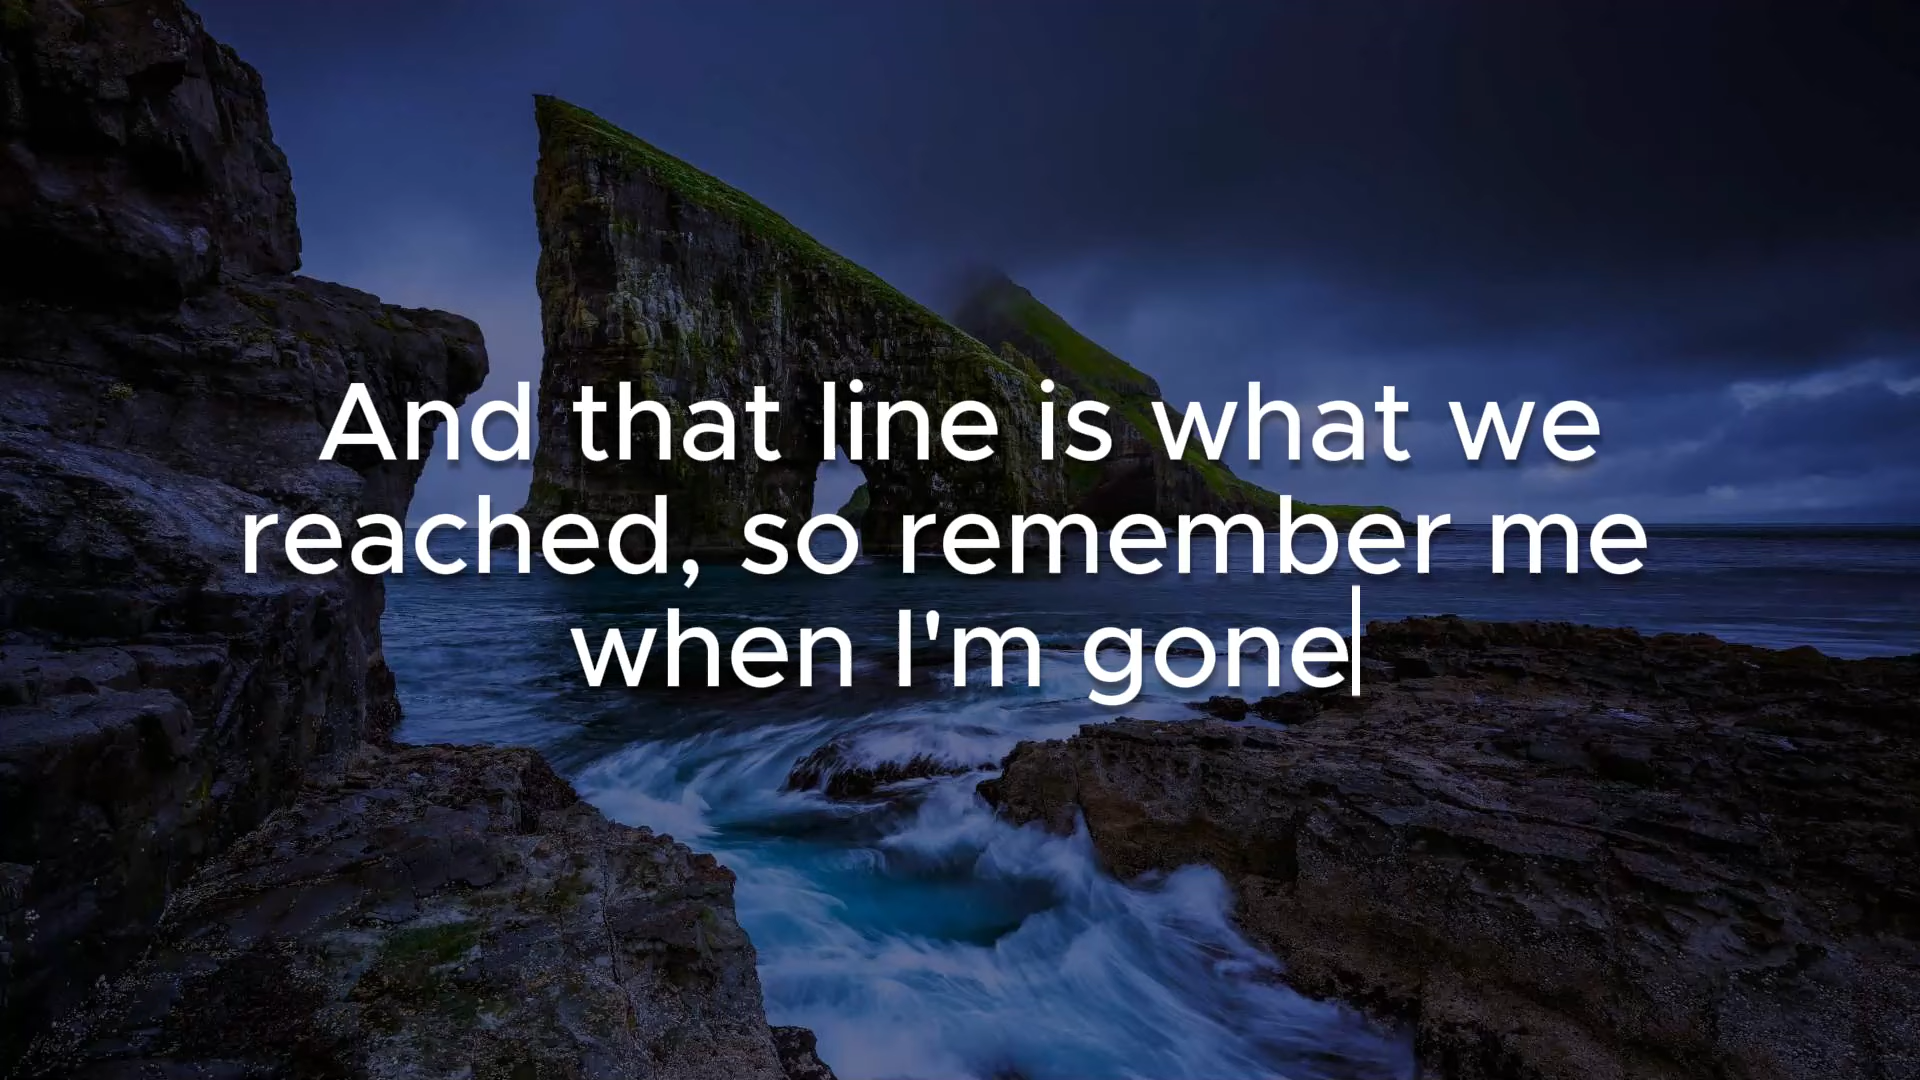 And that line is what we
reached, so remember me
when I'm gone